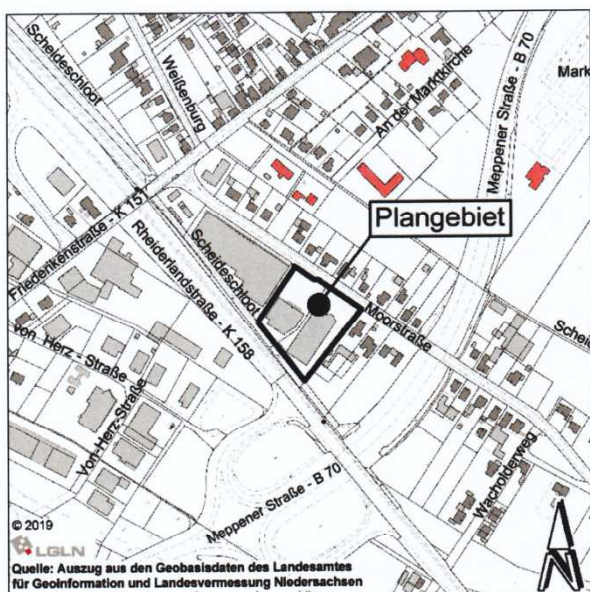 Scheideschloot
Weißenburg
An der Marktkirche
Meppener Straße - B 70
Mark
Friedenkenstraße - K 151
Rheiderlandstraße - K 158
Scheideschloot
Plangebiet
Moorstraße
Scheid
von Herz - Straße
Von-Herz-Straße
Meppener Straße - B 70
Wacholderweg
© 2019
LGLN
N
Quelle: Auszug aus den Geobasisdaten des Landesamtes
für Geoinformation und Landesvermessung Niedersachsen